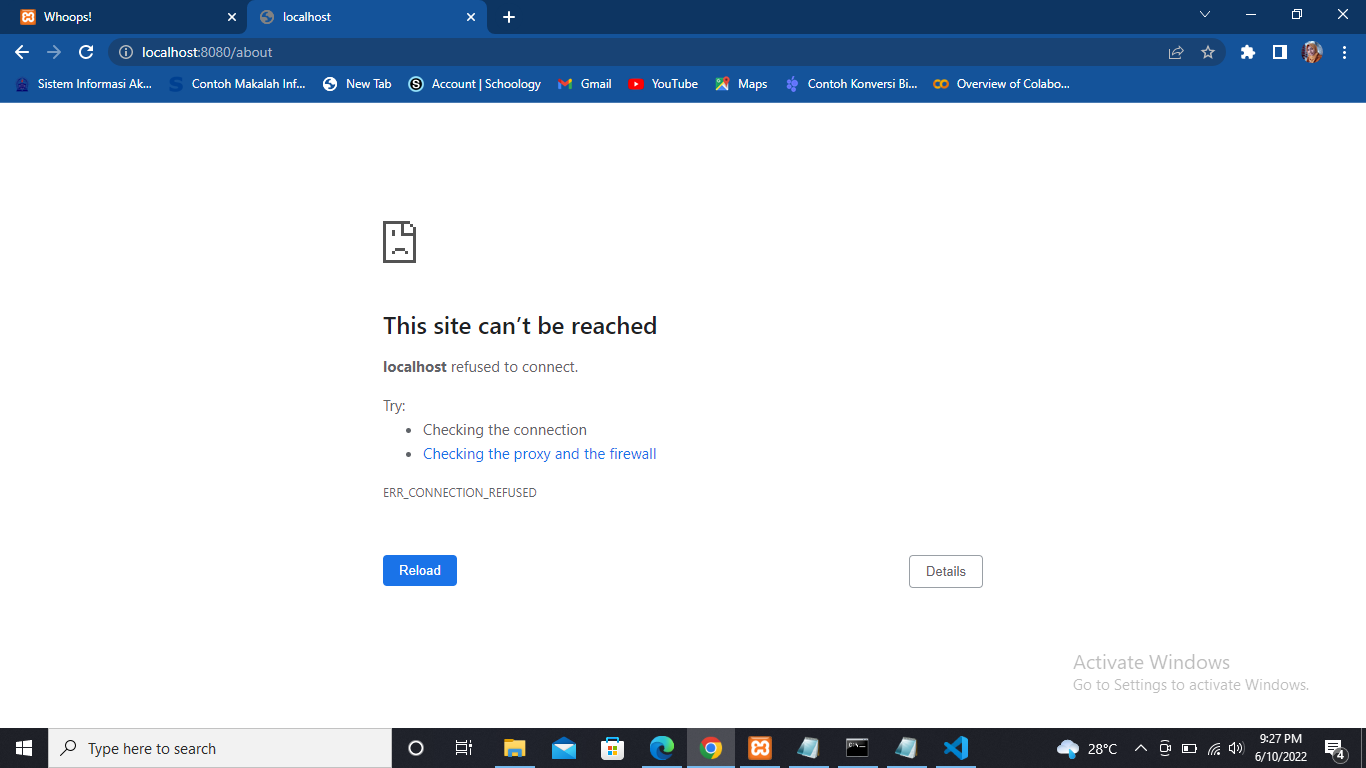 Whoops!
localhost
localhost:8080/about
Sistem Informasi Ak...
Contoh Makalah Inf...
New Tab
Account | Schoology
Gmail
YouTube
Maps
Contoh Konversi Bi...
Overview of Colabo...
This site can't be reached
localhost refused to connect.
Try:
• Checking the connection
• Checking the proxy and the firewall
ERR_CONNECTION_REFUSED
Reload
Details
Activate Windows
Go to Settings to activate Windows.
Type here to search
28°C
9:27 PM
6/10/2022
4